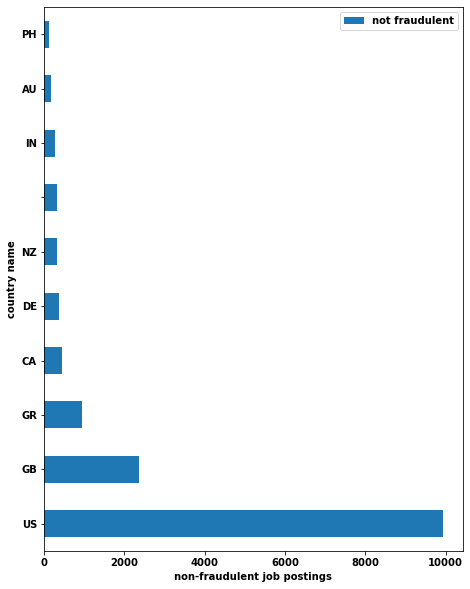 not fraudulent
PH
AU
IN
NZ
DE
CA
GR
GB
US
country name
0 2000 4000 6000 8000 10000
non-fraudulent job postings